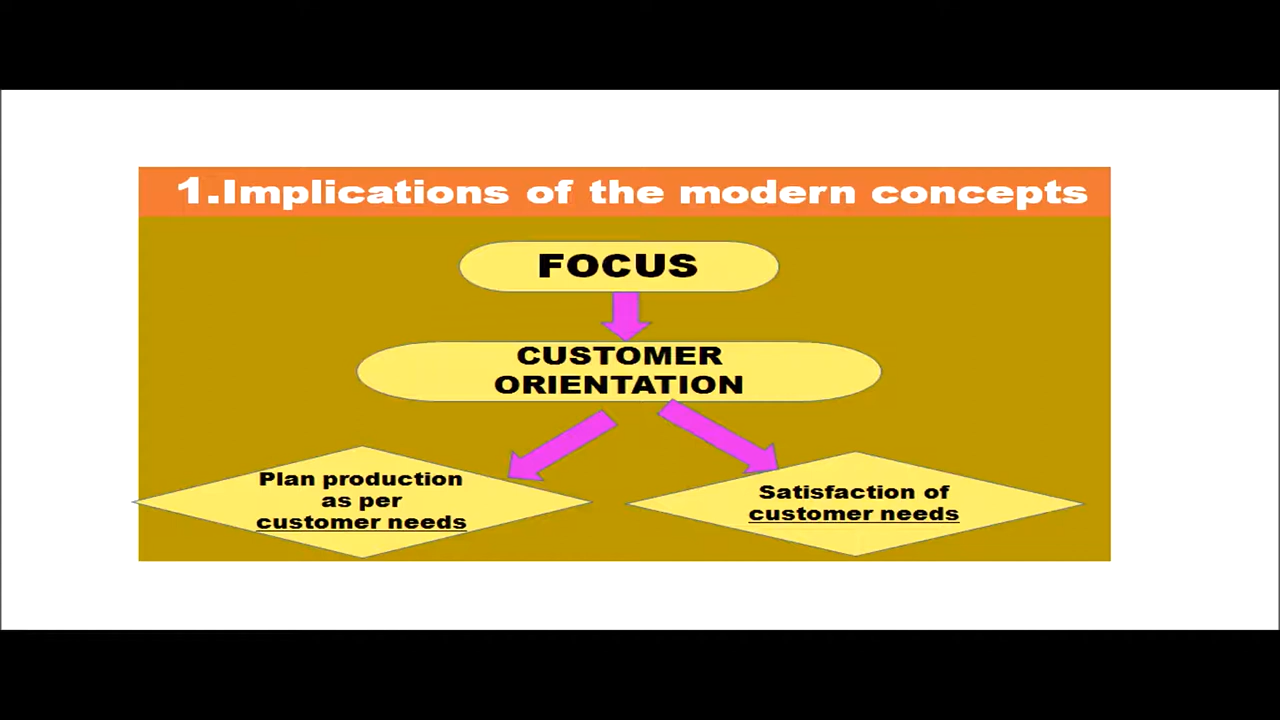 1.Implications of the modern concepts
FOCUS
CUSTOMER
ORIENTATION
Plan production
as per
customer needs
Satisfaction of
customer needs